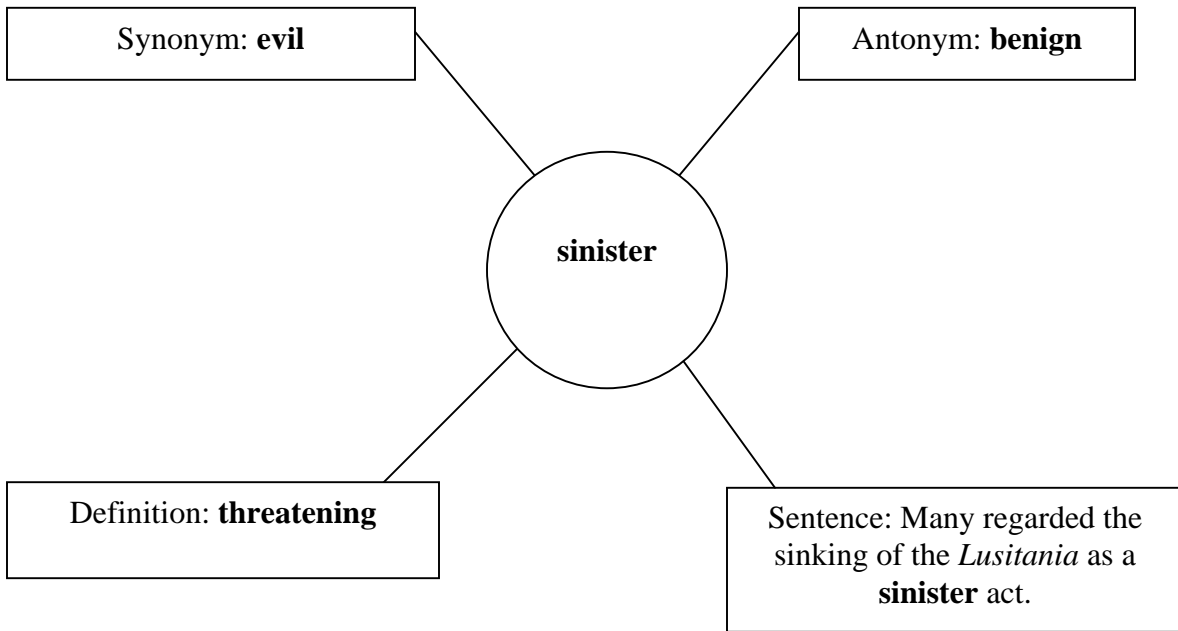 Synonym: evil
Antonym: benign
sinister
Definition: threatening
Sentence: Many regarded the
sinking of the Lusitania as a
sinister act.